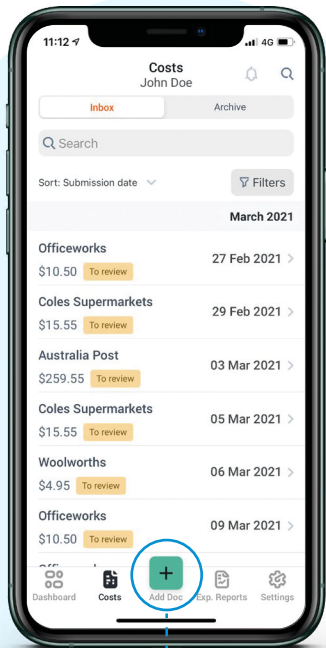 11:12
4G
Costs
John Doe
Inbox Archive
Search
Sort: Submission date Filters
March 2021
Officeworks
27 Feb 2021
$10.50 To review
Coles Supermarkets
29 Feb 2021
$15.55 To review
Australia Post
03 Mar 2021
$259.55 To review
Coles Supermarkets
05 Mar 2021
$15.55 To review
Woolworths
06 Mar 2021
$4.95 To review
Officeworks
09 Mar 2021
$10.50 To review
Dashboard Costs Add Doc Exp. Reports Settings